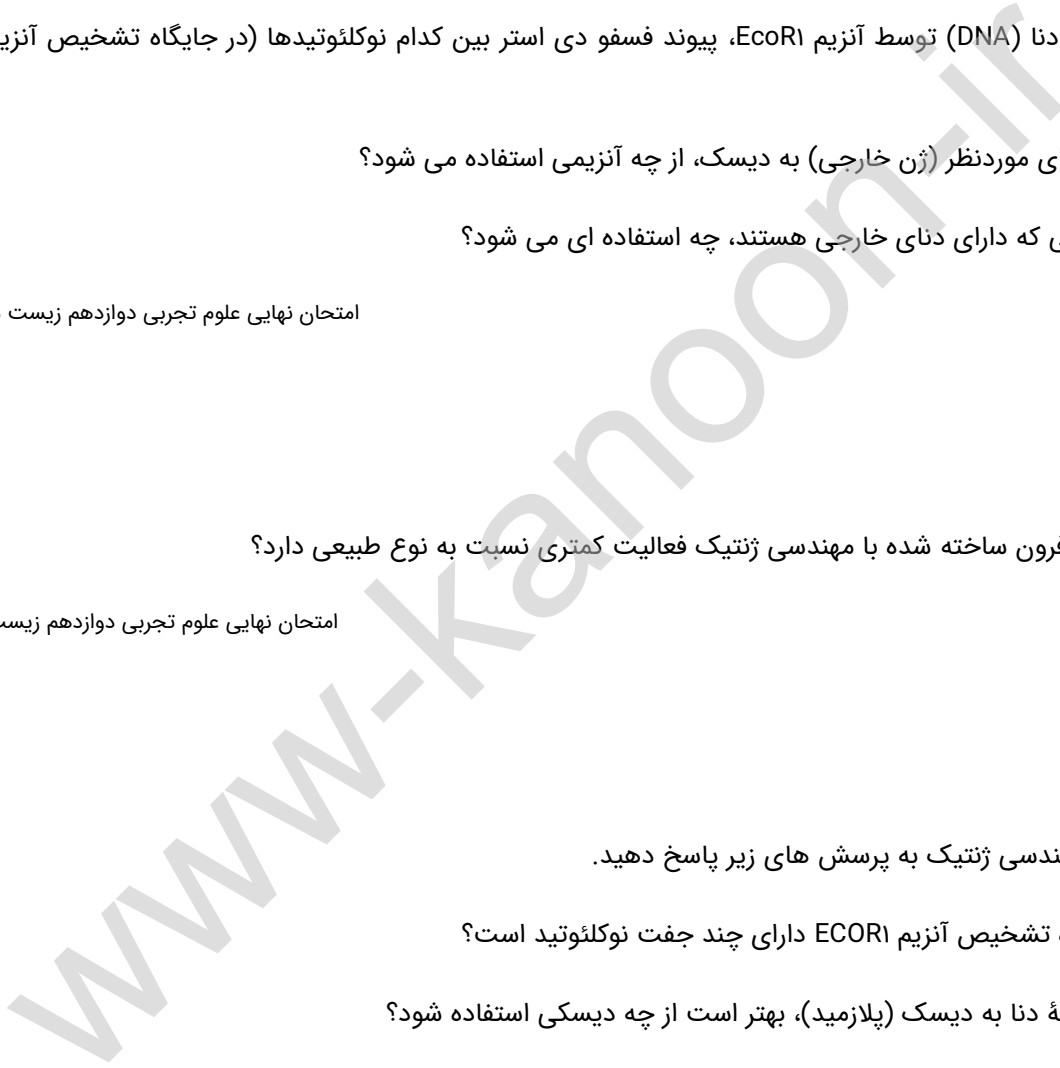 دنا (DNA) توسط آنزیم EcoR۱، پیوند فسفو دی استر بین کدام نوکلئوتیدها (در جایگاه تشخیص
ی موردنظر (ژن خارجی) به دیسک، از چه آنزیمی استفاده می شود؟
ی که دارای دنای خارجی هستند، چه استفاده ای می شود؟
امتحان نهایی علوم تجربی دوازدهم زیست
فرون ساخته شده با مهندسی ژنتیک فعالیت کمتری نسبت به نوع طبیعی دارد؟
امتحان نهایی علوم تجربی دوازدهم
ندسی ژنتیک به پرسش های زیر پاسخ دهید.
تشخیص آنزیم ECOR۱ دارای چند جفت نوکلئوتید است؟
ۀ دنا به دیسک (پلازمید)، بهتر است از چه دیسکی استفاده شود؟
www-kanoon-ir